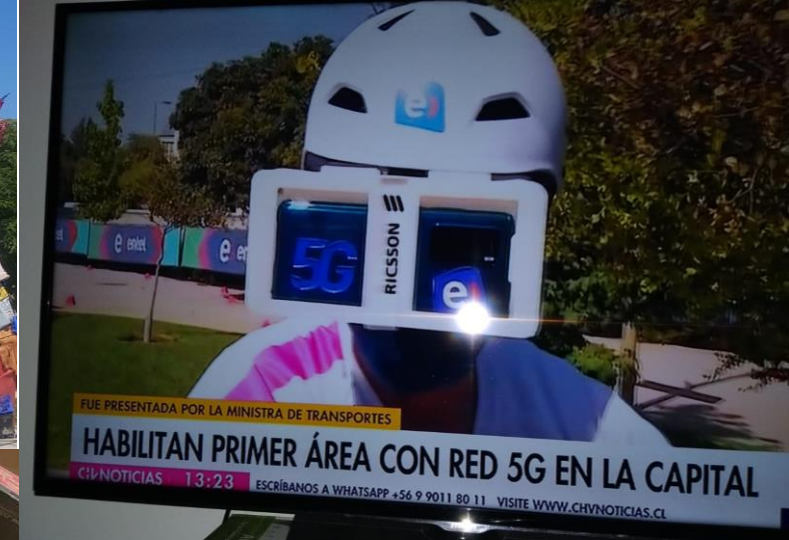 e
5G
RICSSON
e
e entel
e en
FUE PRESENTADA POR LA MINISTRA DE TRANSPORTES
HABILITAN PRIMER ÁREA CON RED 5G EN LA CAPITAL
CHVNOTICIAS 13:23
ESCRÍBANOS A WHATSAPP +56 9 9011 80 11 VISITE WWW.CHVNOTICIAS.CL